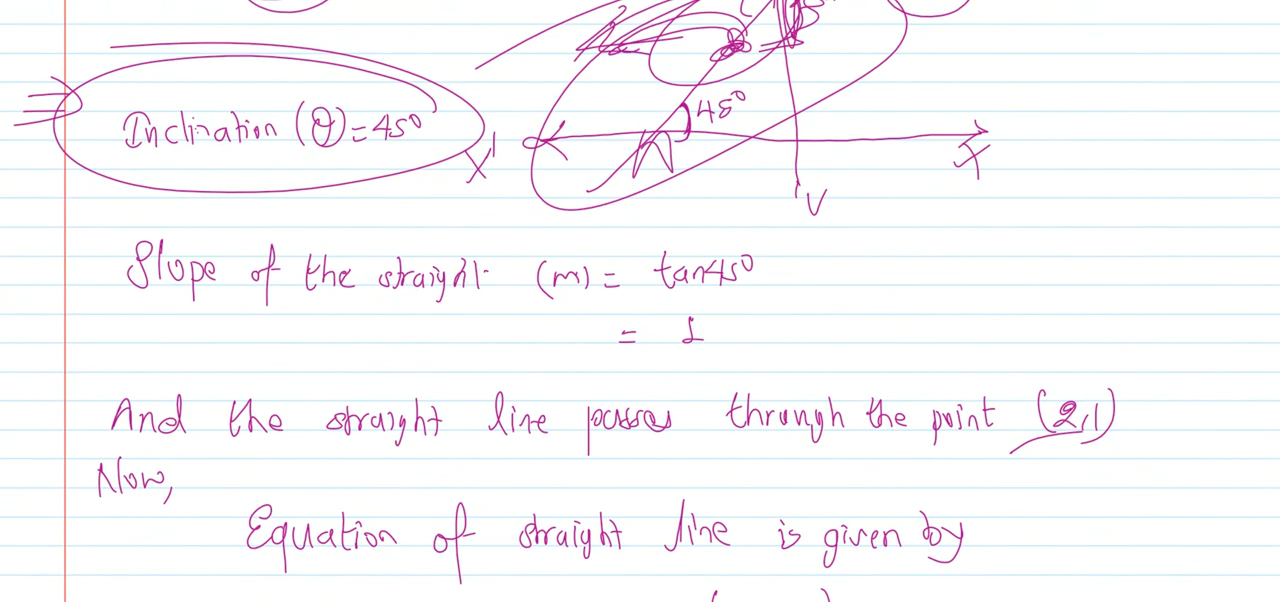 45°
Inclination (θ) = 45°
X'
X
Slope of the straight (m) = tan45°
= 1
And the straight line passes through the point (2,1)
Now,
Equation of straight line is given by